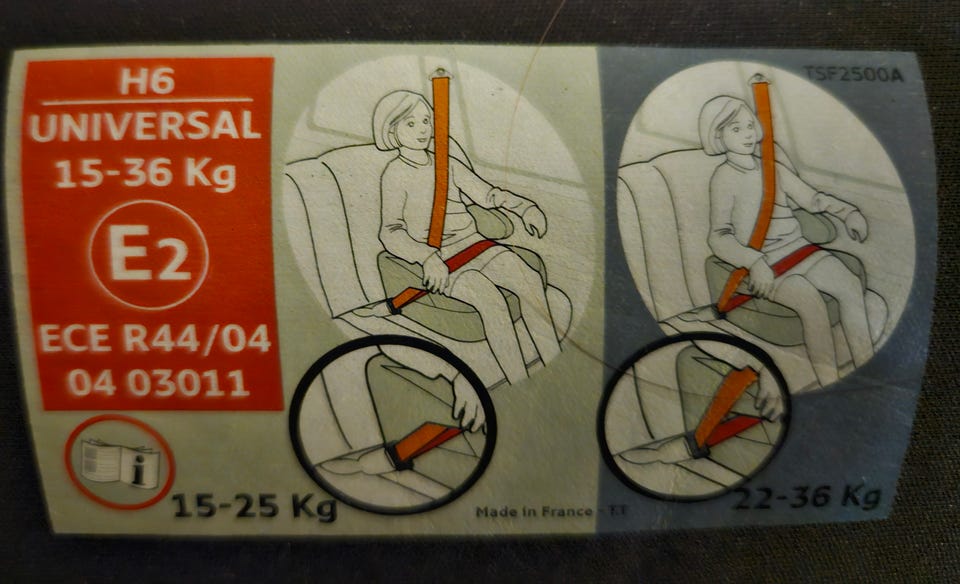 H6
UNIVERSAL
15-36 Kg
E2
ECE R44/04
04 03011
i
15-25 Kg
Made in France -
TSF2500A
22-36 Kg